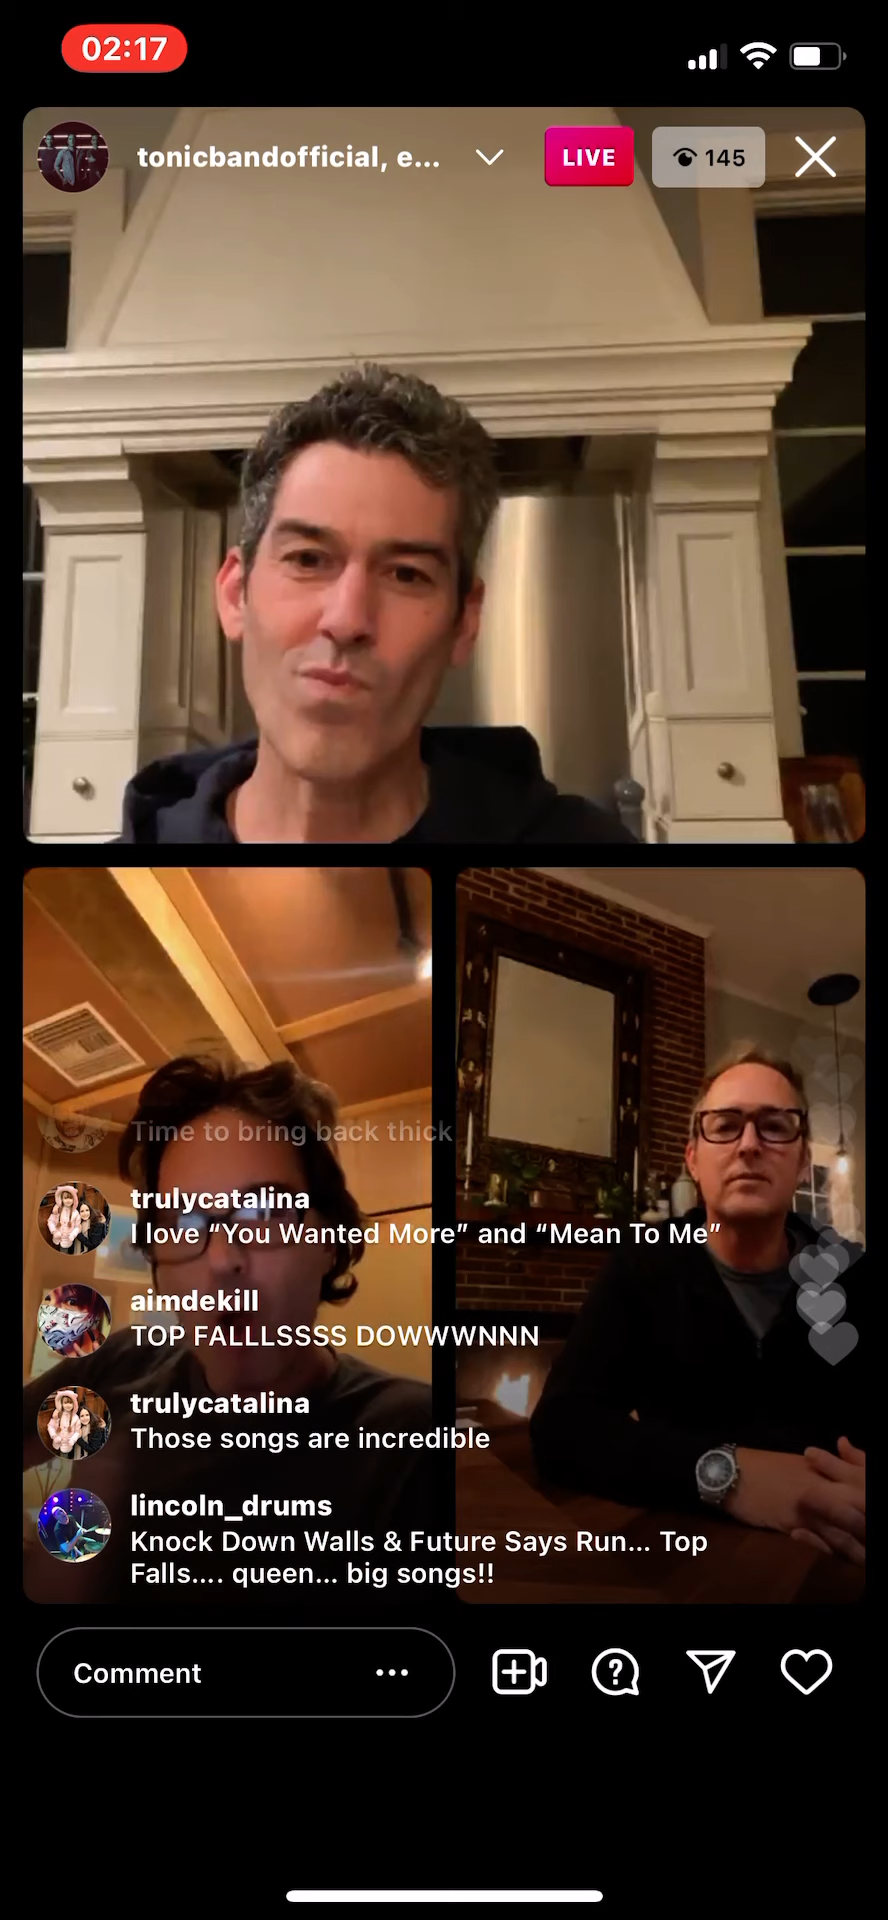 02:17
tonicbandofficial, e...
LIVE
145
Time to bring back thick
trulycatalina
I love “You Wanted More” and “Mean To Me”
aimdekill
TOP FALLLSSSS DOWWWNNN
trulycatalina
Those songs are incredible
lincoln_drums
Knock Down Walls & Future Says Run... Top
Falls.... queen... big songs!!
Comment